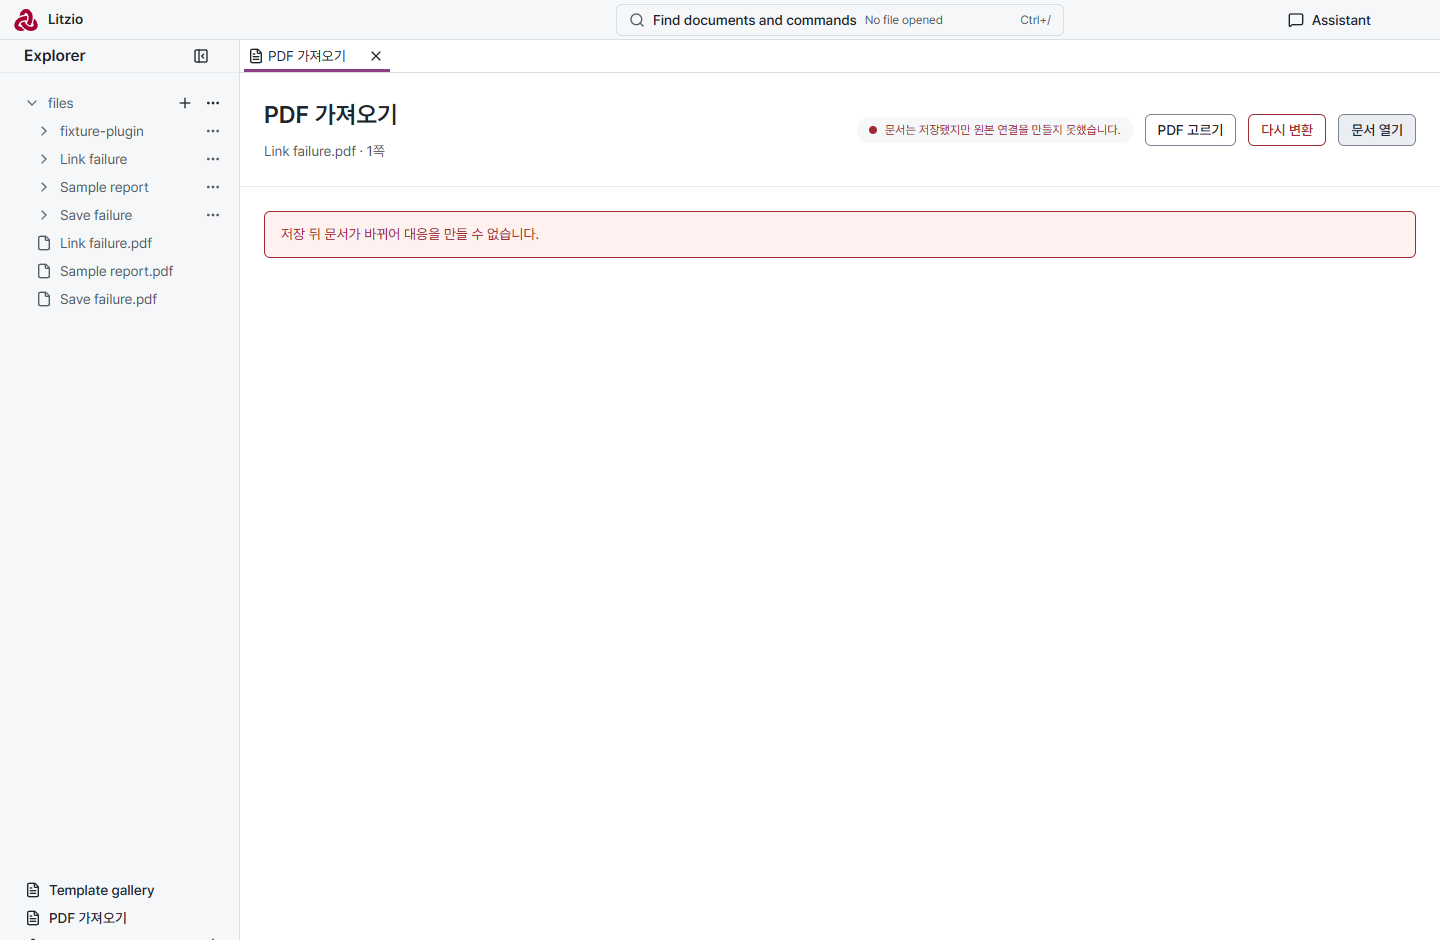 Litzio
Find documents and commands No file opened Ctrl+/
Assistant
Explorer
PDF 가져오기
files
fixture-plugin
Link failure
Sample report
Save failure
Link failure.pdf
Sample report.pdf
Save failure.pdf
Template gallery
PDF 가져오기
PDF 가져오기
Link failure.pdf · 1쪽
문서는 저장됐지만 원본 연결을 만들지 못했습니다.
PDF 고르기
다시 변환
문서 열기
저장 뒤 문서가 바뀌어 대응을 만들 수 없습니다.